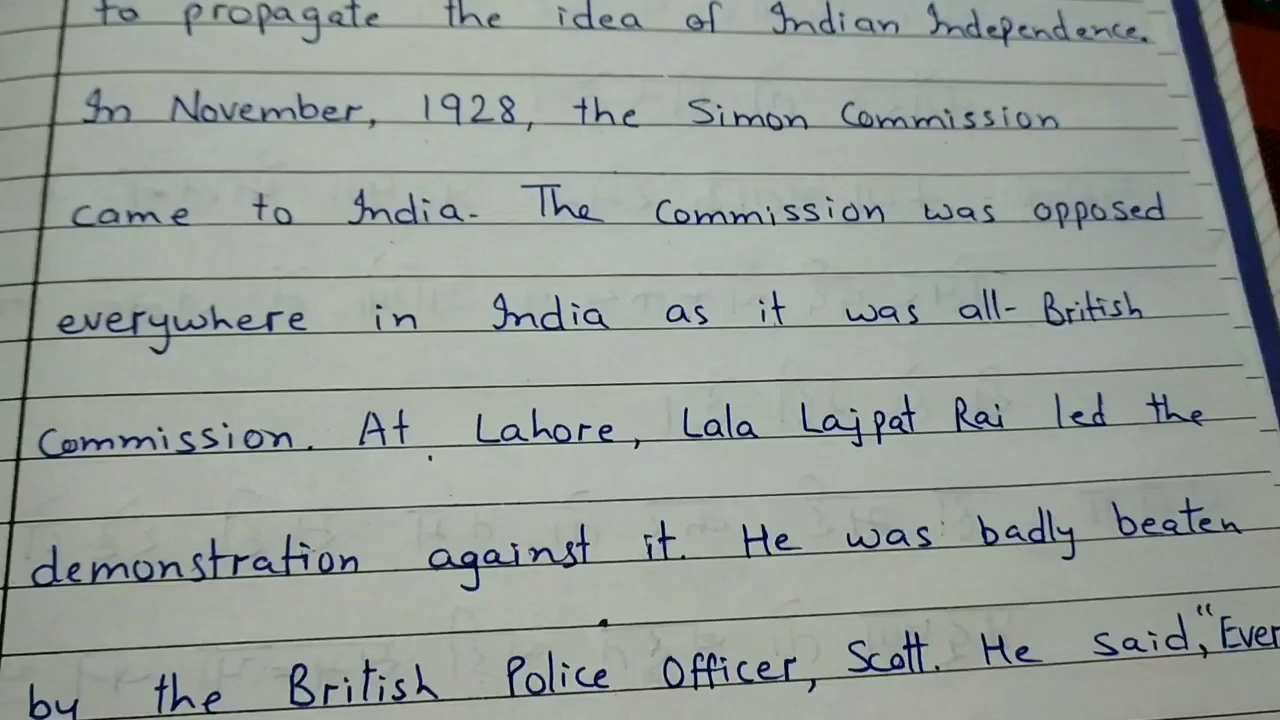 to propagate the idea of Indian Independence.
In November, 1928, the Simon Commission
came to India. The Commission was opposed
everywhere in India as it was all-British
Commission. At Lahore, Lala Lajpat Rai led the
demonstration against it. He was badly beaten
by the British Police Officer, Scott. He said, "Ever